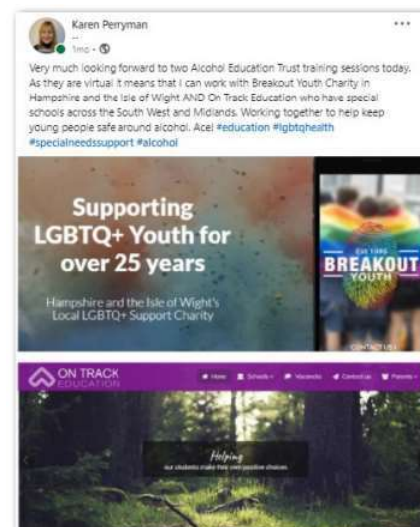 Karen Perryman
--
1mo •
Very much looking forward to two Alcohol Education Trust training sessions today.
As they are virtual it means that I can work with Breakout Youth Charity in
Hampshire and the Isle of Wight AND On Track Education who have special
schools across the South West and Midlands. Working together to help keep
young people safe around alcohol. Ace! #education #lgbtqhealth
#specialneedssupport #alcohol
Supporting
LGBTQ+ Youth for
over 25 years
Hampshire and the Isle of Wight's
Local LGBTQ+ Support Charity
BREAKOUT
YOUTH
CONTACT US
ON TRACK
EDUCATION
Home Schools Vacancies Contact us Parents
Helping
our students make their own positive choices